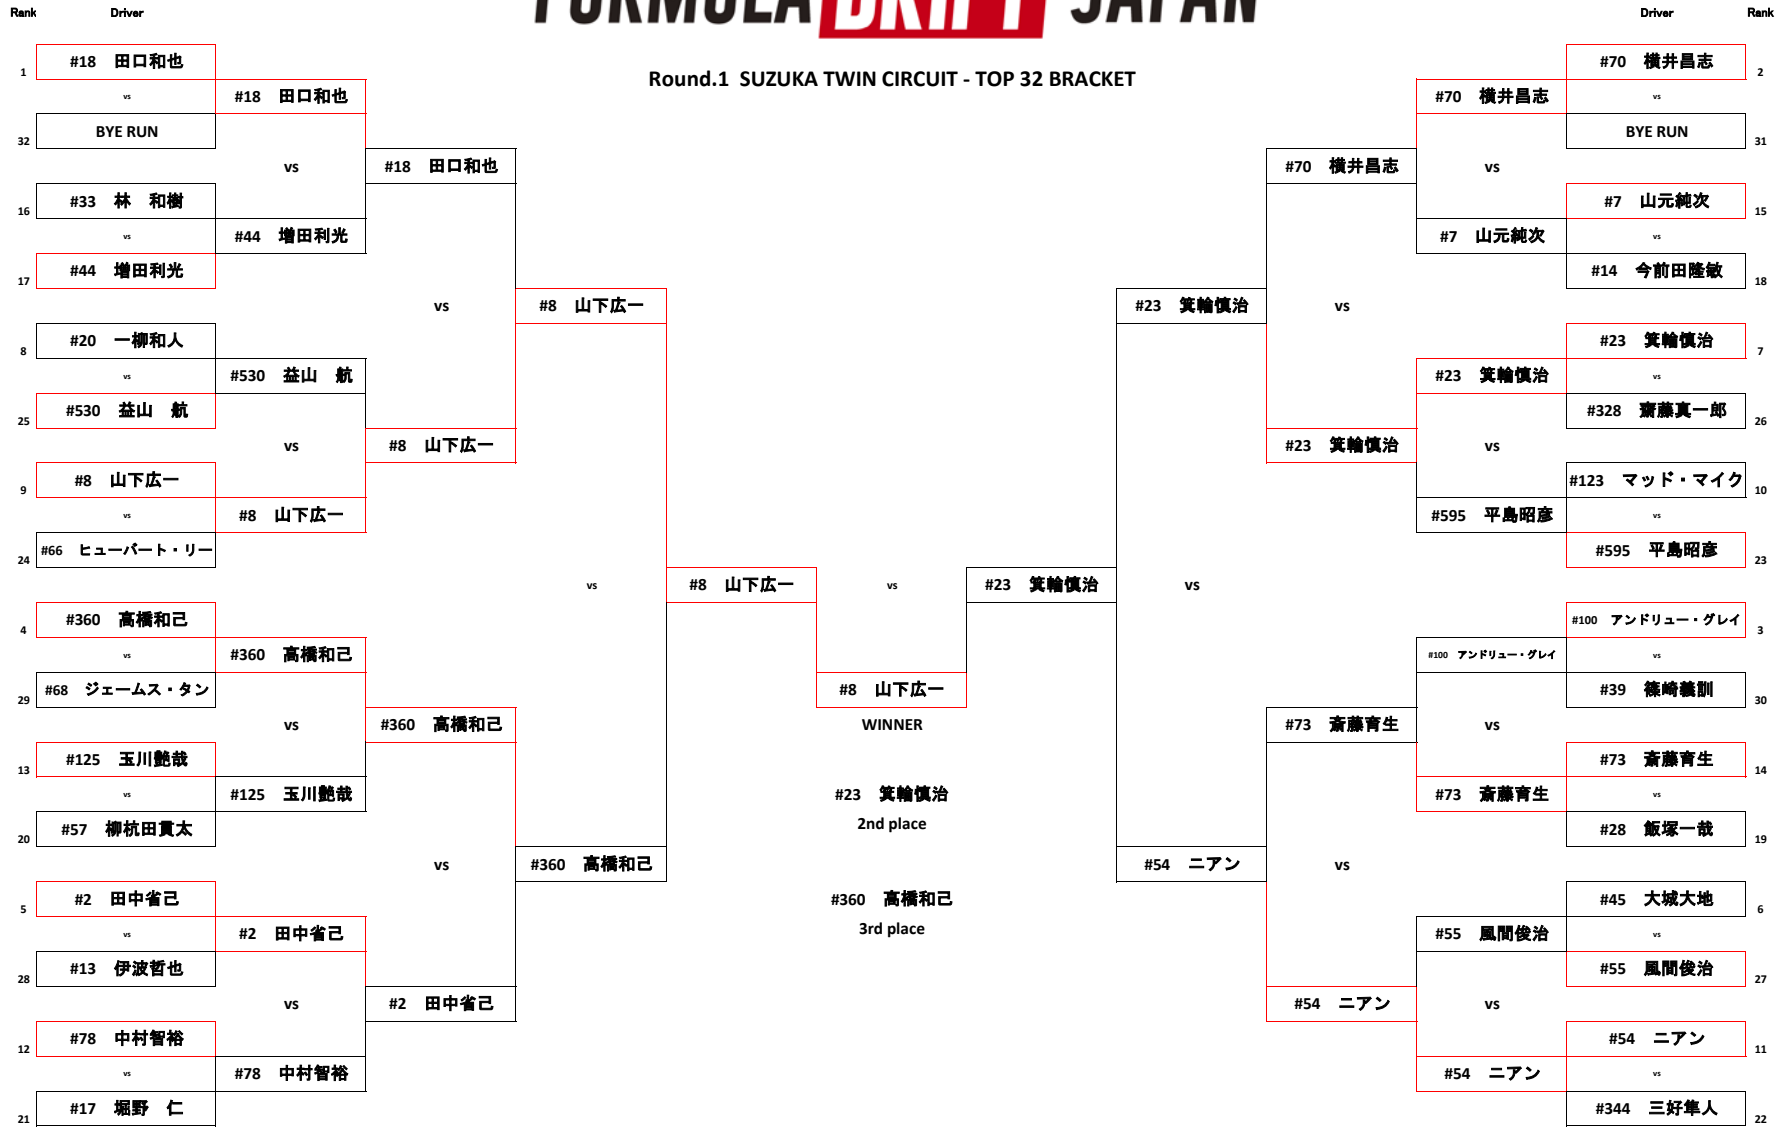 FORMULA DRIFT JAPAN
Round.1 SUZUKA TWIN CIRCUIT - TOP 32 BRACKET
Rank Driver
1 #18 田口和也
vs
32 BYE RUN
16 #33 林 和樹
vs
17 #44 増田利光
8 #20 一柳和人
vs
25 #530 益山 航
9 #8 山下広一
vs
24 #66 ヒューバート・リー
4 #360 高橋和己
vs
29 #68 ジェームス・タン
13 #125 玉川艶哉
vs
20 #57 柳杭田貫太
5 #2 田中省己
vs
28 #13 伊波哲也
12 #78 中村智裕
vs
21 #17 堀野 仁
#18 田口和也
vs
#44 増田利光
#530 益山 航
vs
#8 山下広一
#360 高橋和己
vs
#125 玉川艶哉
#2 田中省己
vs
#78 中村智裕
#18 田口和也
vs
#8 山下広一
#360 高橋和己
vs
#2 田中省己
#8 山下広一
vs
#360 高橋和己
#8 山下広一
vs
#23 箕輪慎治
#8 山下広一
WINNER
#23 箕輪慎治
2nd place
#360 高橋和己
3rd place
#23 箕輪慎治
vs
#54 ニアン
#70 横井昌志
vs
#23 箕輪慎治
#73 斎藤育生
vs
#54 ニアン
#70 横井昌志
vs
#7 山元純次
#23 箕輪慎治
vs
#595 平島昭彦
#100 アンドリュー・グレイ
vs
#73 斎藤育生
#55 風間俊治
vs
#54 ニアン
Driver Rank
#70 横井昌志 2
vs
BYE RUN 31
#7 山元純次 15
vs
#14 今前田隆敏 18
#23 箕輪慎治 7
vs
#328 齋藤真一郎 26
#123 マッド・マイク 10
vs
#595 平島昭彦 23
#100 アンドリュー・グレイ 3
vs
#39 篠崎義訓 30
#73 斎藤育生 14
vs
#28 飯塚一哉 19
#45 大城大地 6
vs
#55 風間俊治 27
#54 ニアン 11
vs
#344 三好隼人 22